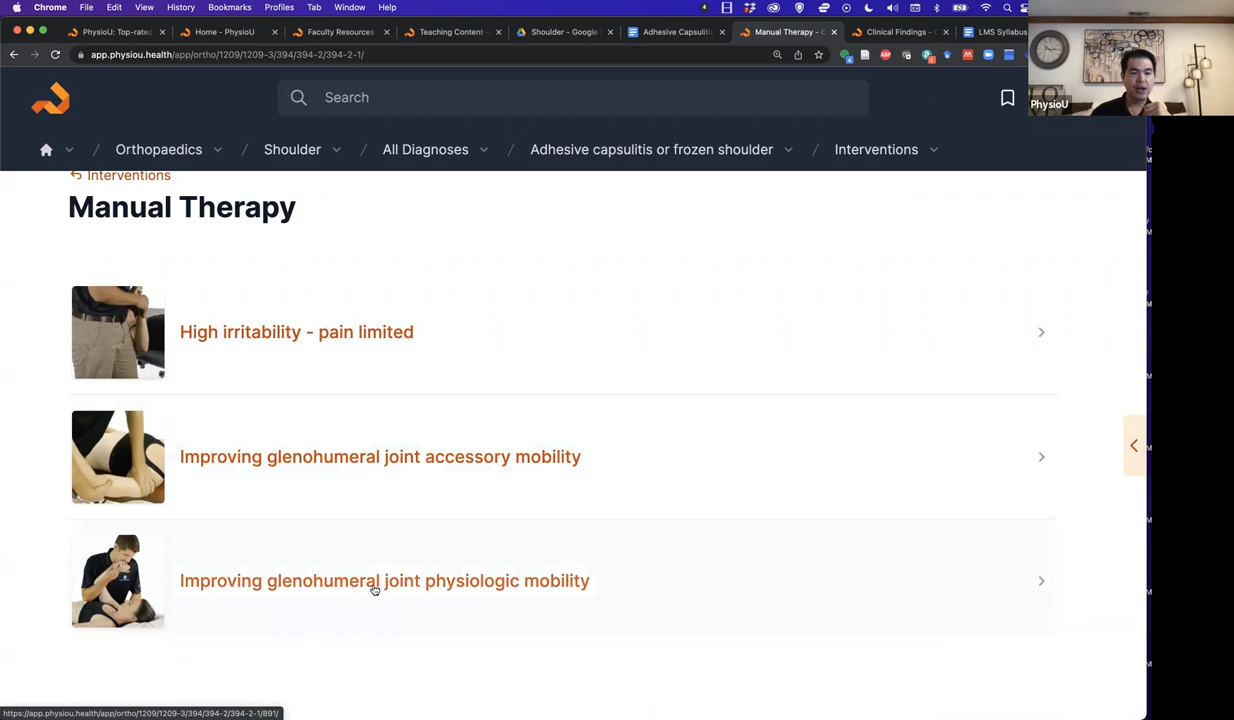 Chrome File Edit View History Bookmarks Profiles Tab Window Help
PhysioU: Top-rated
Home - PhysioU
Faculty Resources
Teaching Content -
Shoulder - Google
Adhesive Capsulitis
Manual Therapy - O
Clinical Findings - O
LMS Syllabus
app.physiou.health/app/ortho/1209/1209-3/394/394-2/394-2-1/
PhysioU
Search
/ Orthopaedics / Shoulder / All Diagnoses / Adhesive capsulitis or frozen shoulder / Interventions
Interventions
Manual Therapy
High irritability - pain limited
Improving glenohumeral joint accessory mobility
Improving glenohumeral joint physiologic mobility
https://app.physiou.health/app/ortho/1209/1209-3/394/394-2/394-2-1/891/